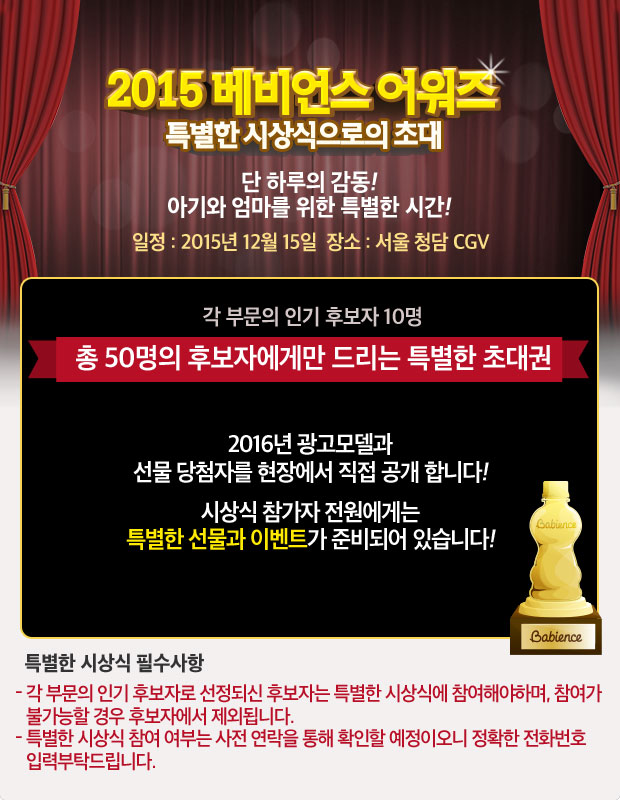 2015 베비언스 어워즈
특별한 시상식으로의 초대
단 하루의 감동!
아기와 엄마를 위한 특별한 시간!
일정 : 2015년 12월 15일 장소 : 서울 청담 CGV
각 부문의 인기 후보자 10명
총 50명의 후보자에게만 드리는 특별한 초대권
2016년 광고모델과
선물 당첨자를 현장에서 직접 공개 합니다!
시상식 참가자 전원에게는
특별한 선물과 이벤트가 준비되어 있습니다!
Babience
Babience
특별한 시상식 필수사항
- 각 부문의 인기 후보자로 선정되신 후보자는 특별한 시상식에 참여해야하며, 참여가
불가능할 경우 후보자에서 제외됩니다.
- 특별한 시상식 참여 여부는 사전 연락을 통해 확인할 예정이오니 정확한 전화번호
입력부탁드립니다.